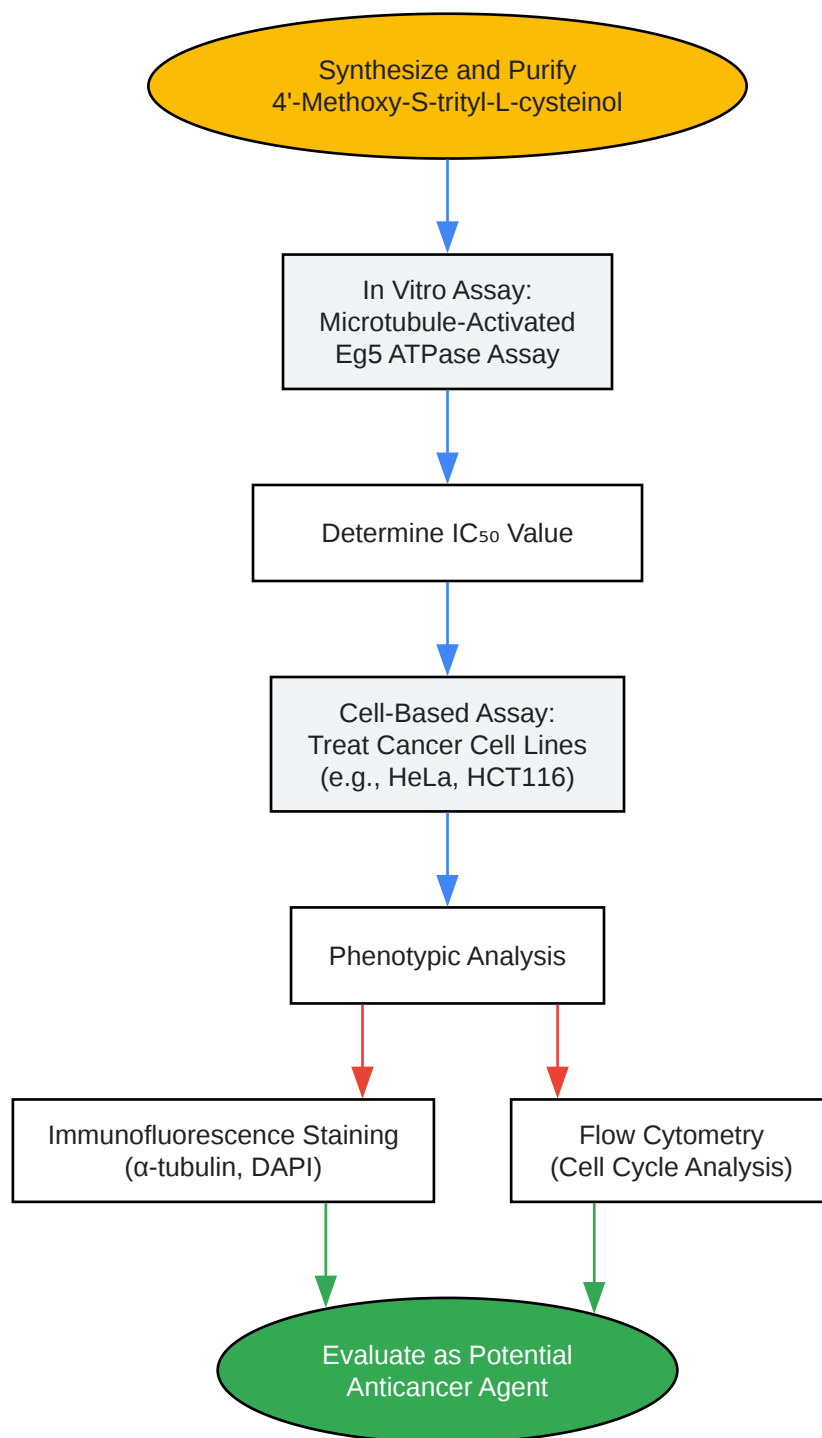 Synthesize and Purify
4'-Methoxy-S-trityl-L-cysteinol
In Vitro Assay:
Microtubule-Activated
Eg5 ATPase Assay
Determine IC₅₀ Value
Cell-Based Assay:
Treat Cancer Cell Lines
(e.g., HeLa, HCT116)
Phenotypic Analysis
Immunofluorescence Staining
(α-tubulin, DAPI)
Flow Cytometry
(Cell Cycle Analysis)
Evaluate as Potential
Anticancer Agent